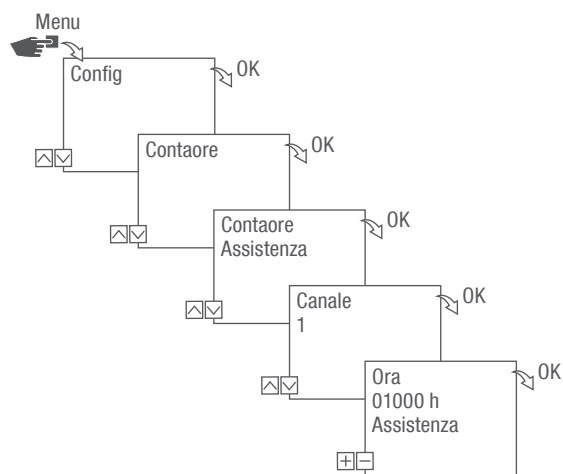 Menu
Config
OK
Contaore
OK
Contaore
Assistenza
OK
Canale
1
OK
Ora
01000 h
Assistenza
OK